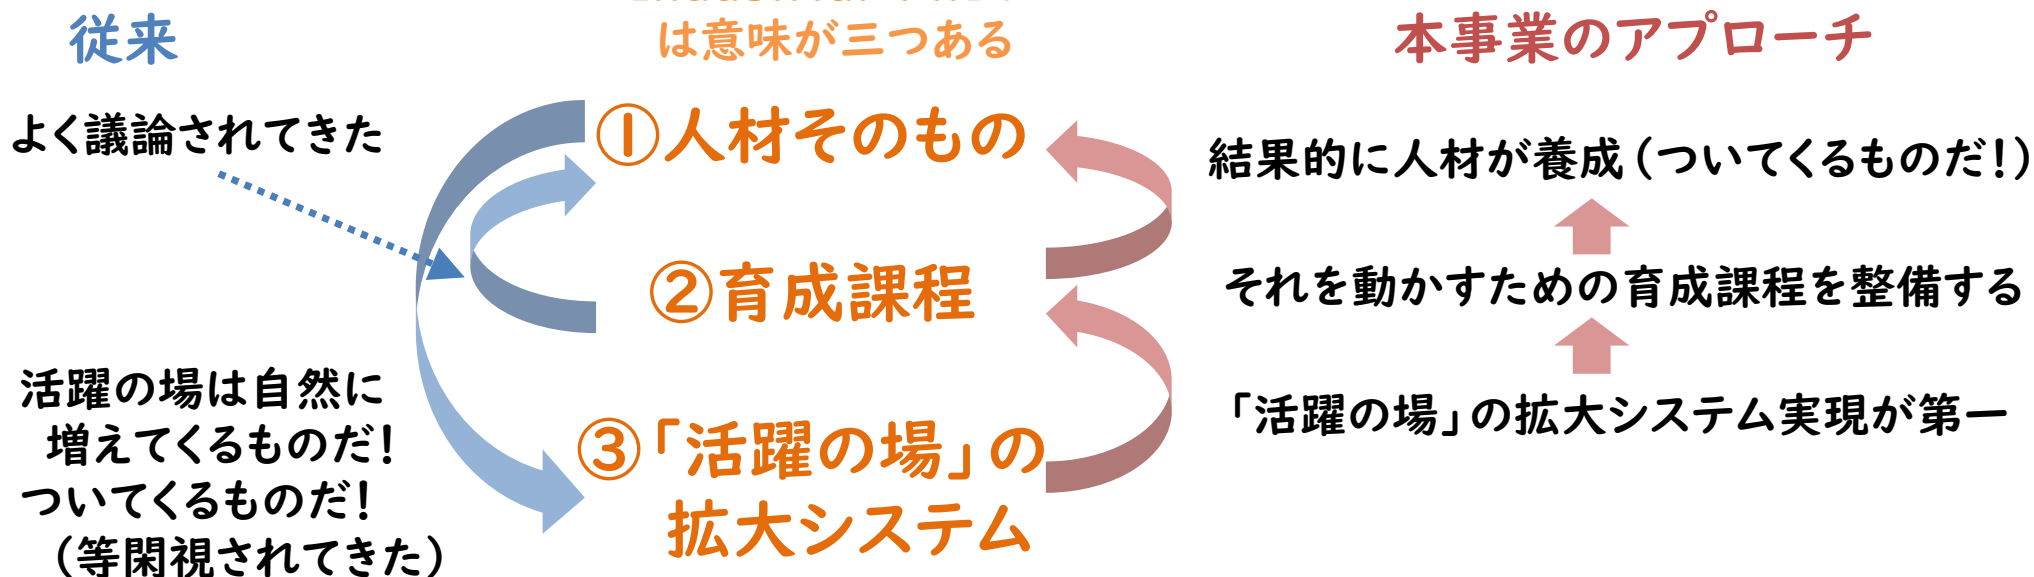 従来
よく議論されてきた
活躍の場は自然に
増えてくるものだ!
ついてくるものだ!
(等閑視されてきた)
は意味が三つある
①人材そのもの
②育成課程
③「活躍の場」の
拡大システム
本事業のアプローチ
結果的に人材が養成(ついてくるものだ!)
それを動かすための育成課程を整備する
「活躍の場」の拡大システム実現が第一